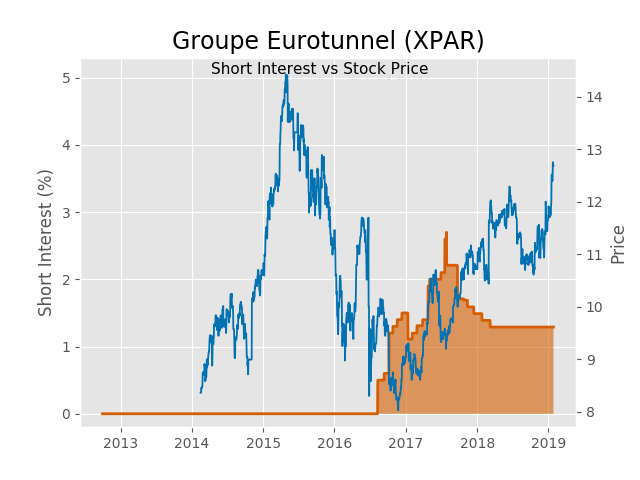 Groupe Eurotunnel (XPAR)
Short Interest vs Stock Price
Short Interest (%)
5
4
3
2
1
0
14
13
12
11
10
9
8
Price
2013 2014 2015 2016 2017 2018 2019